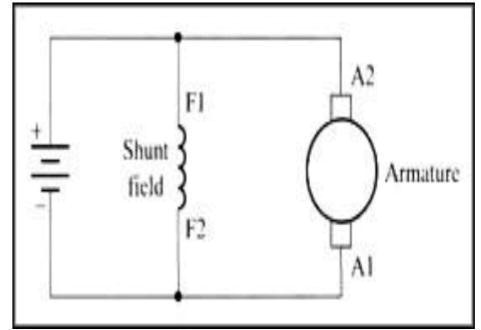 A2
F1
+
Shunt
field
Armature
−
F2
A1